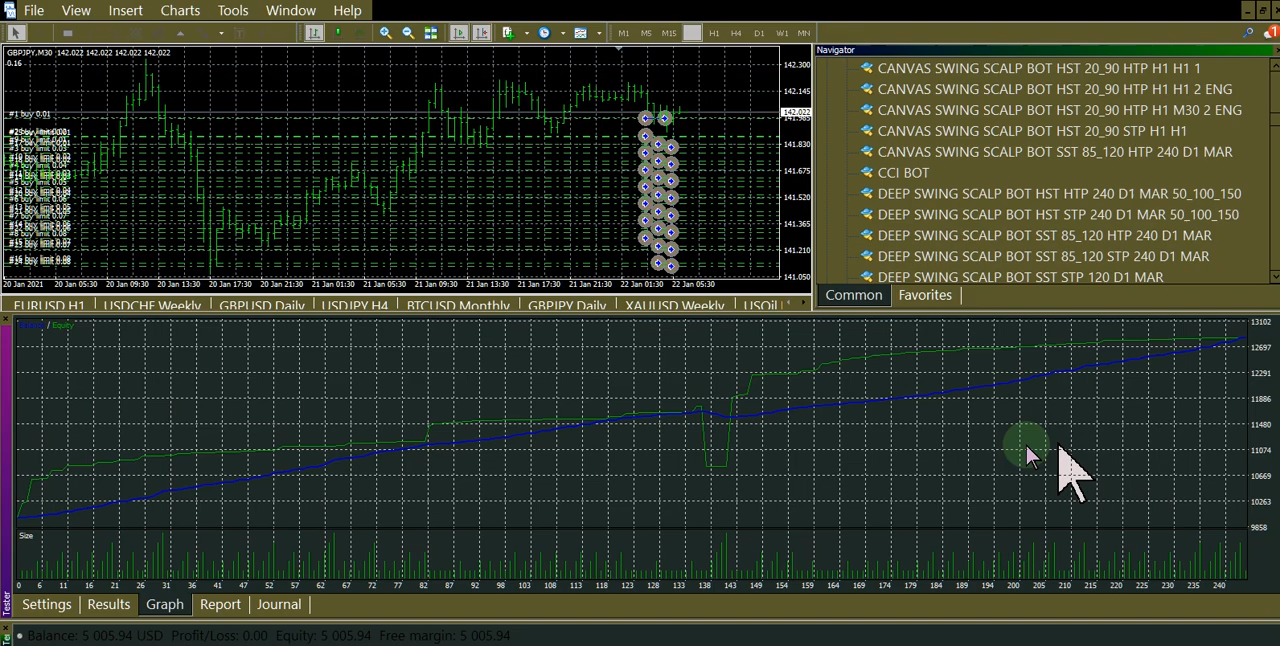 File View Insert Charts Tools Window Help
M1 M5 M15 H1 H4 D1 W1 MN
1
GBPJPY,M30 142.022 142.022 142.022 142.022
0.16
142.300
142.145
142.022
141.985
141.830
141.675
141.520
141.365
141.210
141.050
#1 buy 0.01
20 Jan 2021 20 Jan 05:30 20 Jan 09:30 20 Jan 13:30 20 Jan 17:30 20 Jan 21:30 21 Jan 01:30 21 Jan 05:30 21 Jan 09:30 21 Jan 13:30 21 Jan 17:30 21 Jan 21:30 22 Jan 01:30 22 Jan 05:30
EURUSD H1 USDCHF Weekly GBPUSD Daily USDJPY H4 BTCUSD Monthly GBPJPY Daily XAUUSD Weekly USOil
Navigator
CANVAS SWING SCALP BOT HST 20_90 HTP H1 H1 1
CANVAS SWING SCALP BOT HST 20_90 HTP H1 H1 2 ENG
CANVAS SWING SCALP BOT HST 20_90 HTP H1 M30 2 ENG
CANVAS SWING SCALP BOT HST 20_90 STP H1 H1
CANVAS SWING SCALP BOT SST 85_120 HTP 240 D1 MAR
CCI BOT
DEEP SWING SCALP BOT HST HTP 240 D1 MAR 50_100_150
DEEP SWING SCALP BOT HST STP 240 D1 MAR 50_100_150
DEEP SWING SCALP BOT SST 85_120 HTP 240 D1 MAR
DEEP SWING SCALP BOT SST 85_120 STP 240 D1 MAR
DEEP SWING SCALP BOT SST STP 120 D1 MAR
Common Favorites
/ Equity
13102
12697
12291
11886
11480
11074
10669
10263
9858
Size
0 6 11 16 21 26 31 36 41 47 52 57 62 67 72 77 82 87 92 98 103 108 113 118 123 128 133 138 143 149 154 159 164 169 174 179 184 189 194 200 205 210 215 220 225 230 235 240
Tester
Settings Results Graph Report Journal
Balance: 5 005.94 USD Profit/Loss: 0.00 Equity: 5 005.94 Free margin: 5 005.94